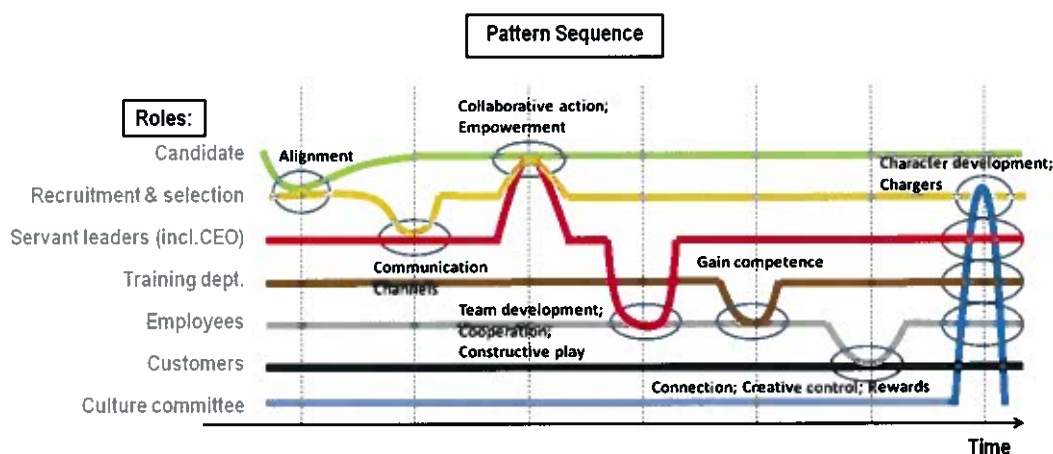 Pattern Sequence
Roles:
Collaborative action;
Empowerment
Candidate
Alignment
Character development;
Chargers
Recruitment & selection
Servant leaders (incl.CEO)
Communication
Channels
Gain competence
Training dept.
Team development;
Cooperation;
Constructive play
Employees
Customers
Connection; Creative control; Rewards
Culture committee
Time